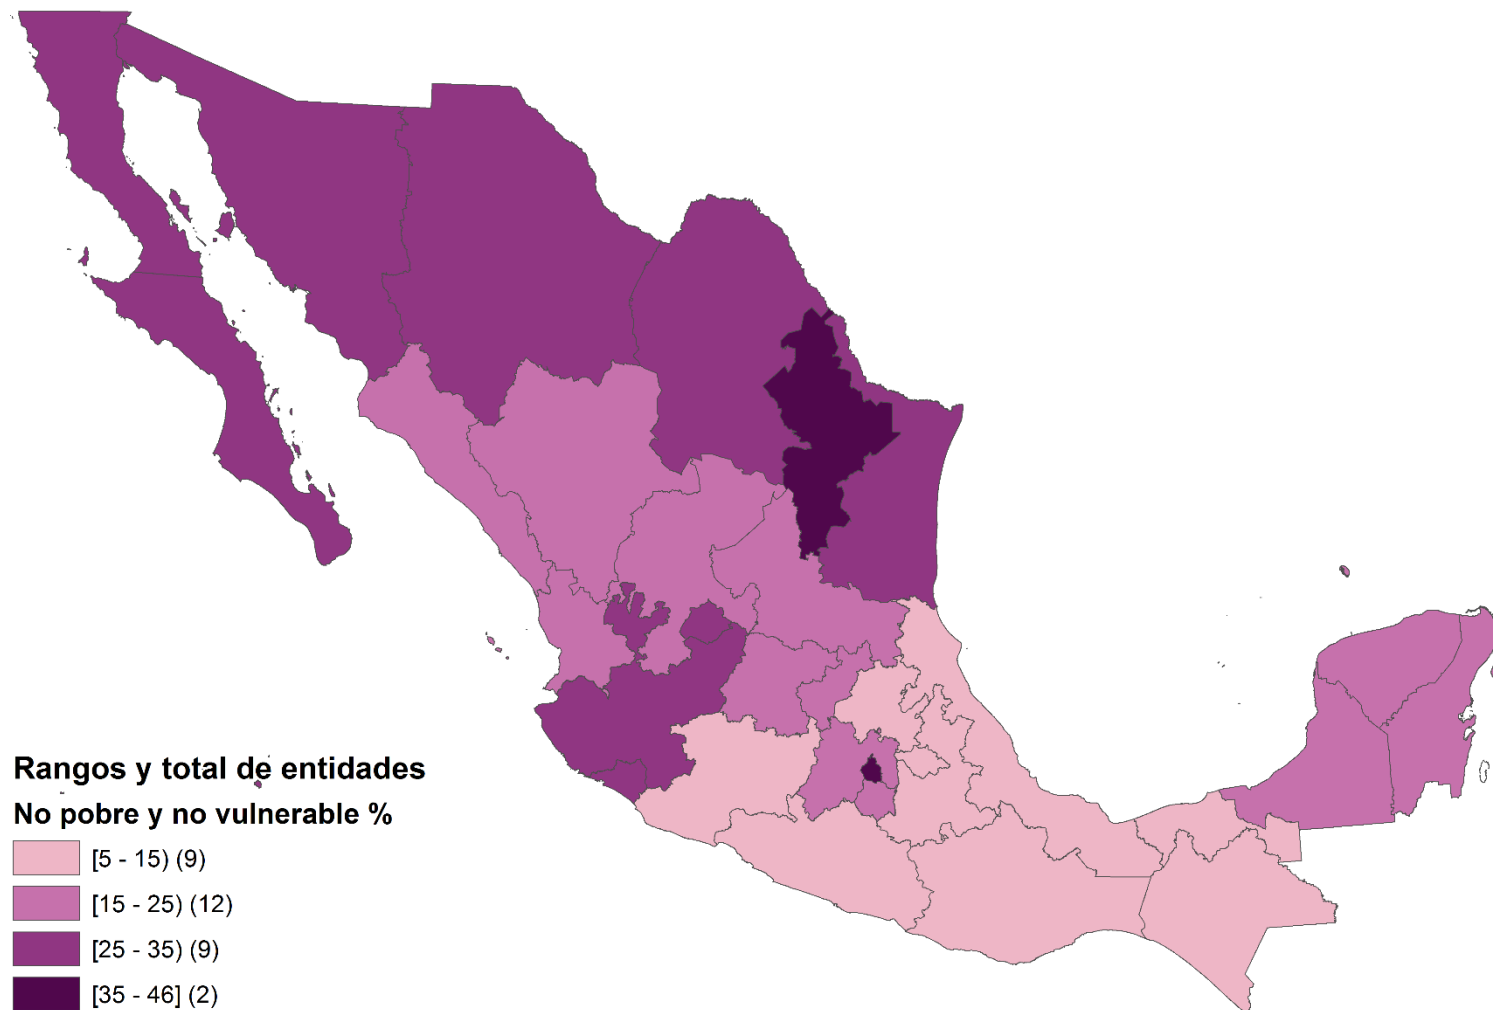 Rangos y total de entidades
No pobre y no vulnerable %
[5 - 15) (9)
[15 - 25) (12)
[25 - 35) (9)
[35 - 46] (2)